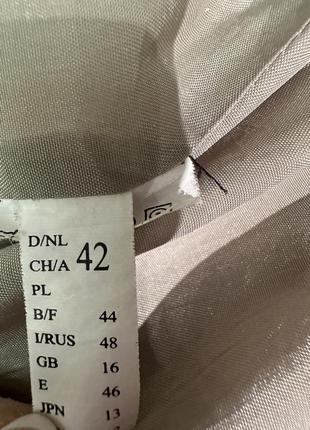 D/NL
CH/A 42
PL
B/F 44
I/RUS 48
GB 16
E 46
JPN 13